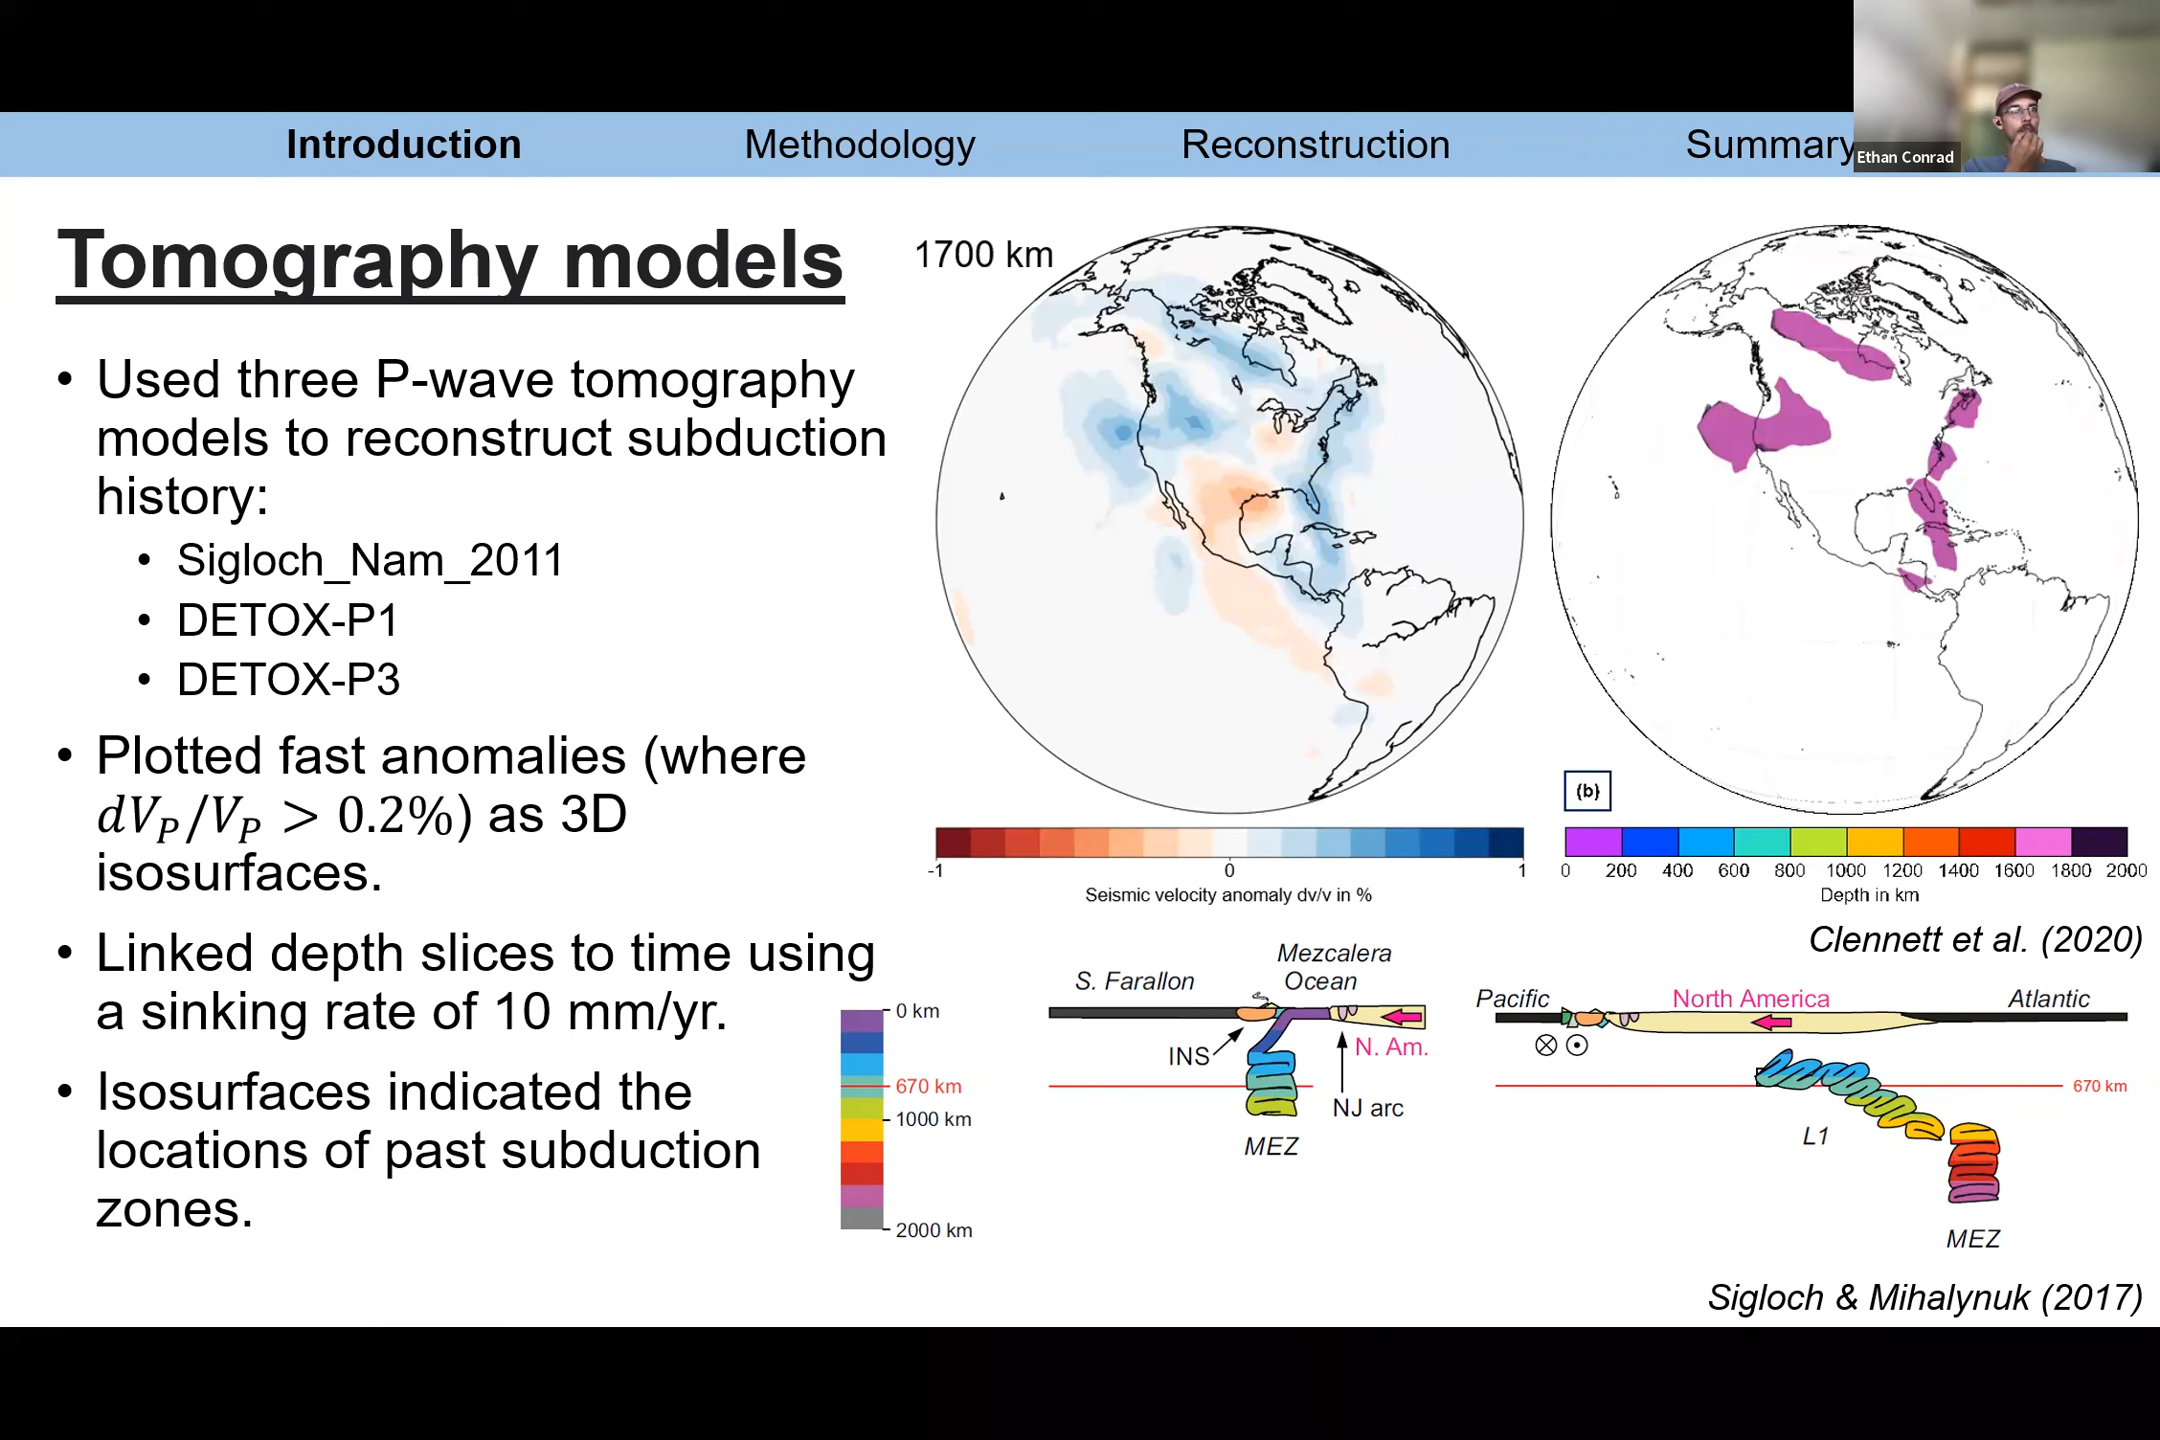 Introduction
Methodology
Reconstruction
Summary
Ethan Conrad
Tomography models
• Used three P-wave tomography
models to reconstruct subduction
history:
• Sigloch_Nam_2011
• DETOX-P1
• DETOX-P3
• Plotted fast anomalies (where
dV_P/V_P > 0.2%) as 3D
isosurfaces.
• Linked depth slices to time using
a sinking rate of 10 mm/yr.
• Isosurfaces indicated the
locations of past subduction
zones.
1700 km
-1 0 1
Seismic velocity anomaly dv/v in %
(b)
0 200 400 600 800 1000 1200 1400 1600 1800 2000
Depth in km
Clennett et al. (2020)
0 km
670 km
1000 km
2000 km
S. Farallon
Mezcalera
Ocean
INS
N. Am.
NJ arc
MEZ
Pacific
North America
Atlantic
670 km
L1
MEZ
Sigloch & Mihalynuk (2017)